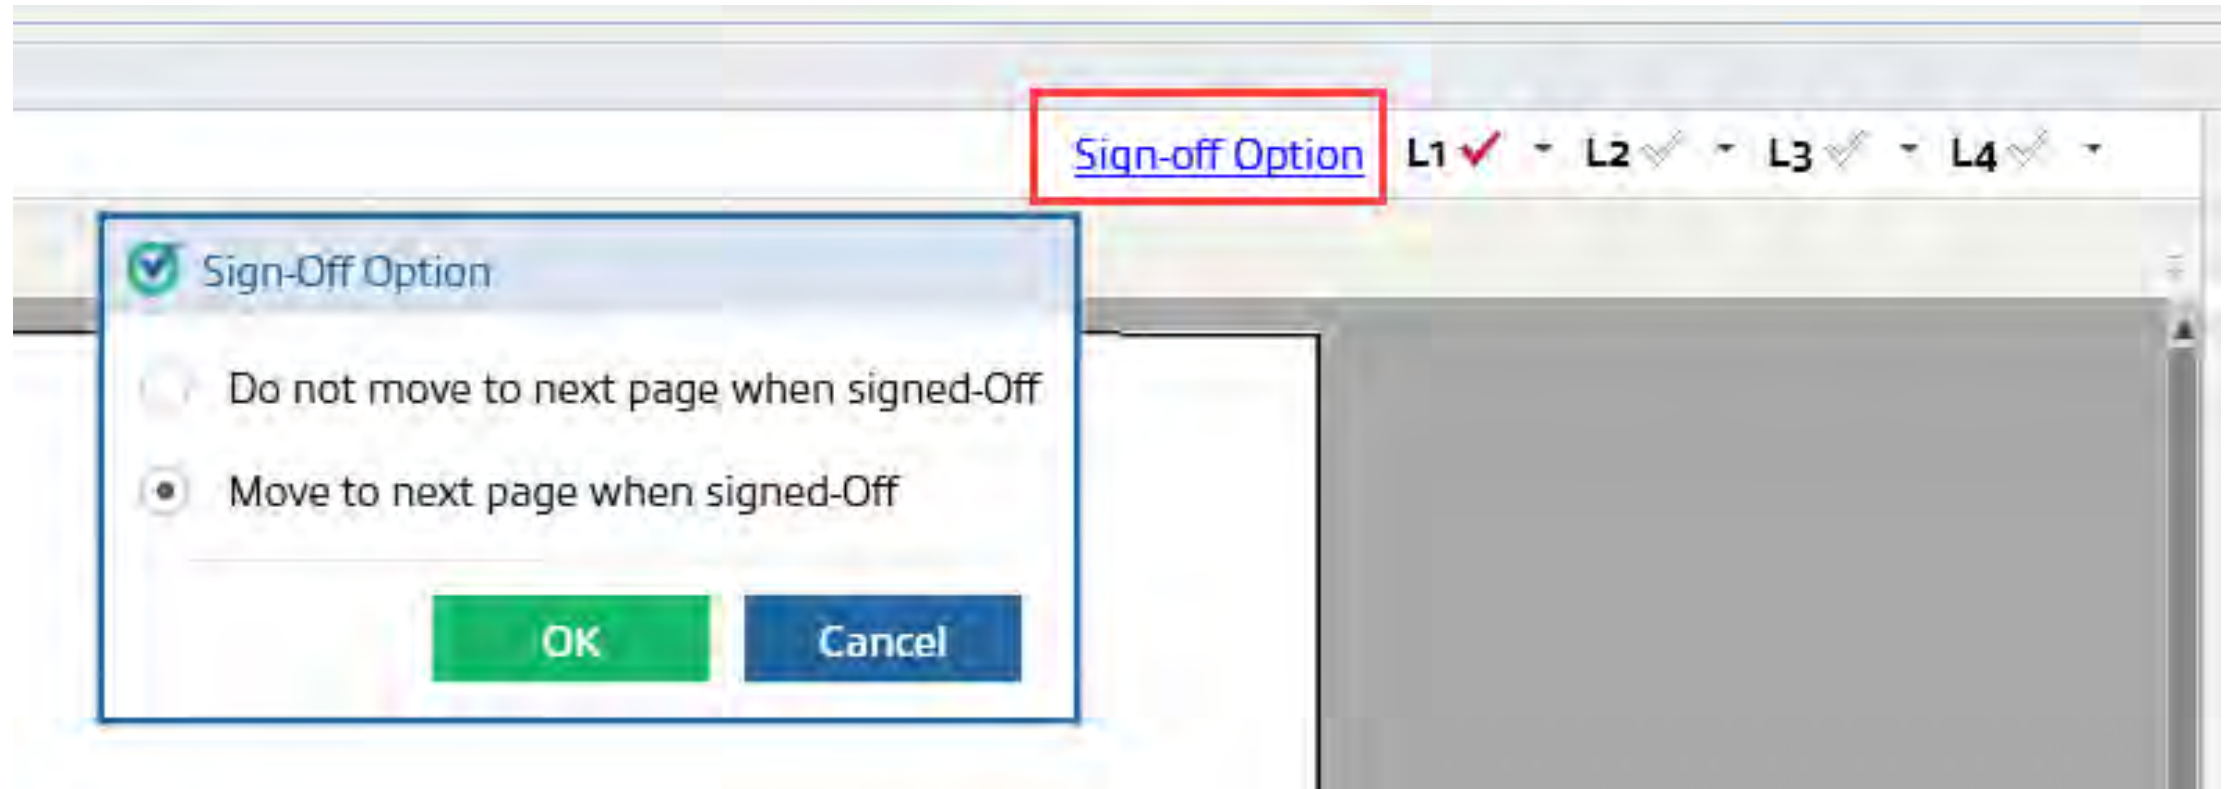 Sign-off Option L1 L2 L3 L4
Sign-Off Option
Do not move to next page when signed-Off
Move to next page when signed-Off
OK Cancel